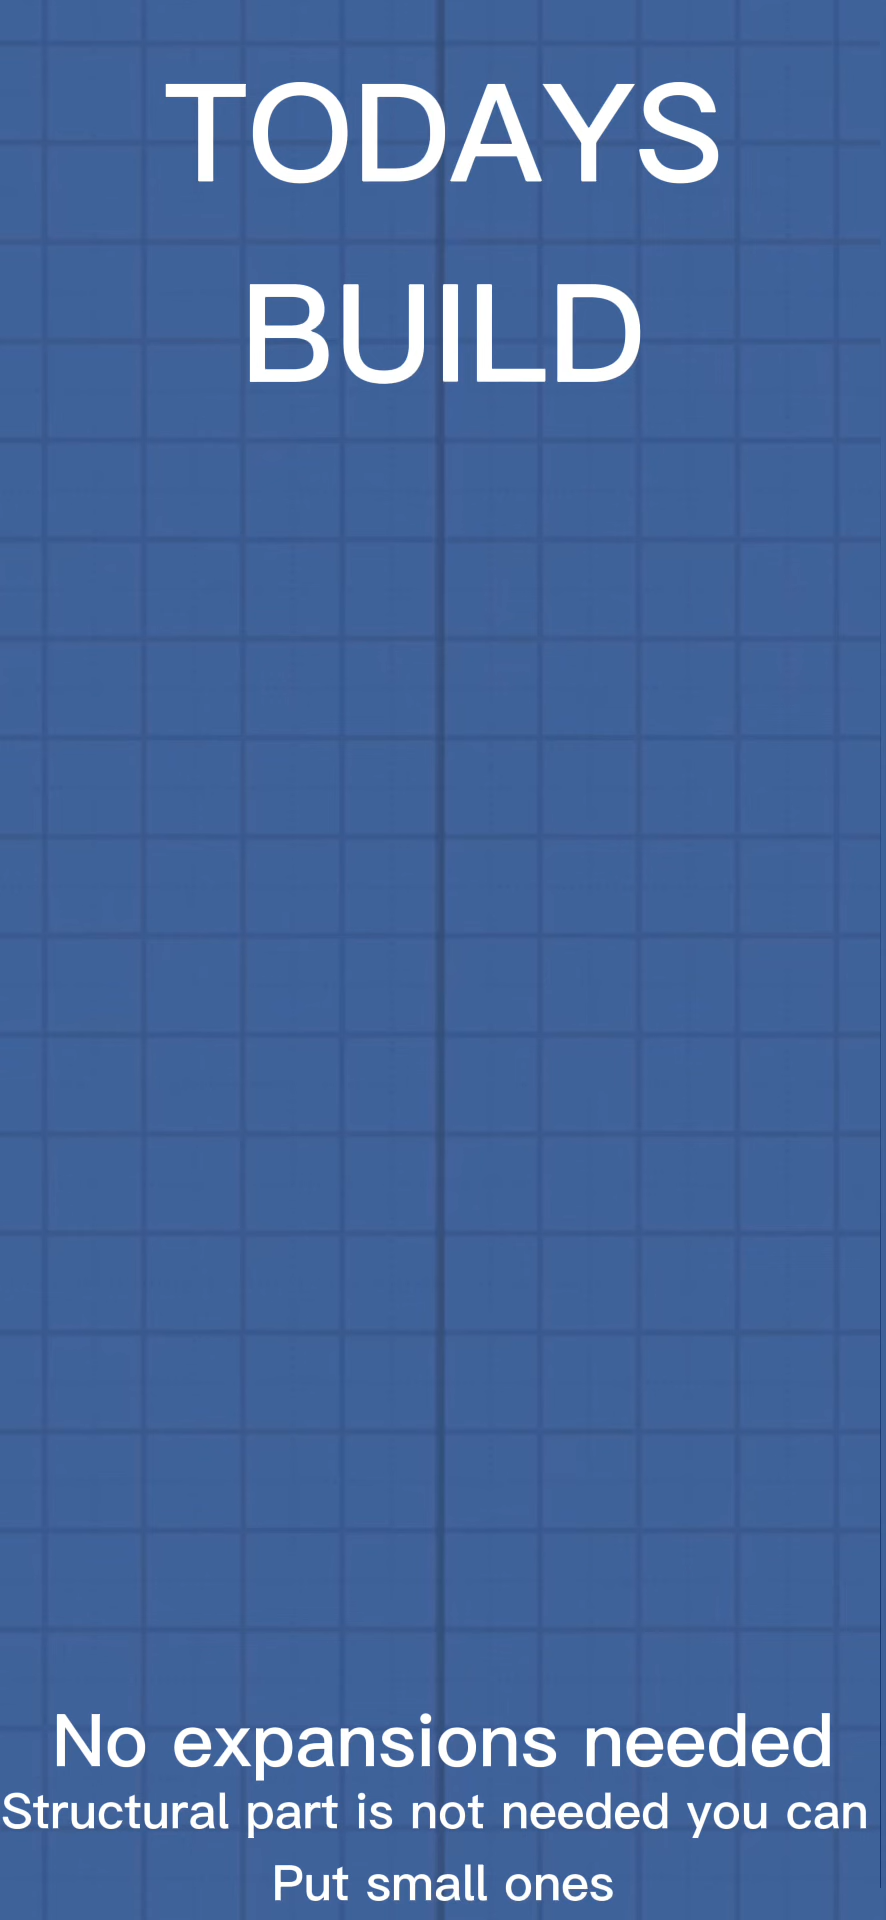 TODAYS
BUILD
No expansions needed
Structural part is not needed you can
Put small ones